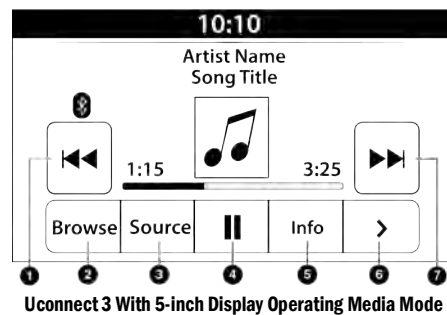 10:10
Artist Name
Song Title
1:15 3:25
Browse Source Info >
1 2 3 4 5 6 7
Uconnect 3 With 5-inch Display Operating Media Mode